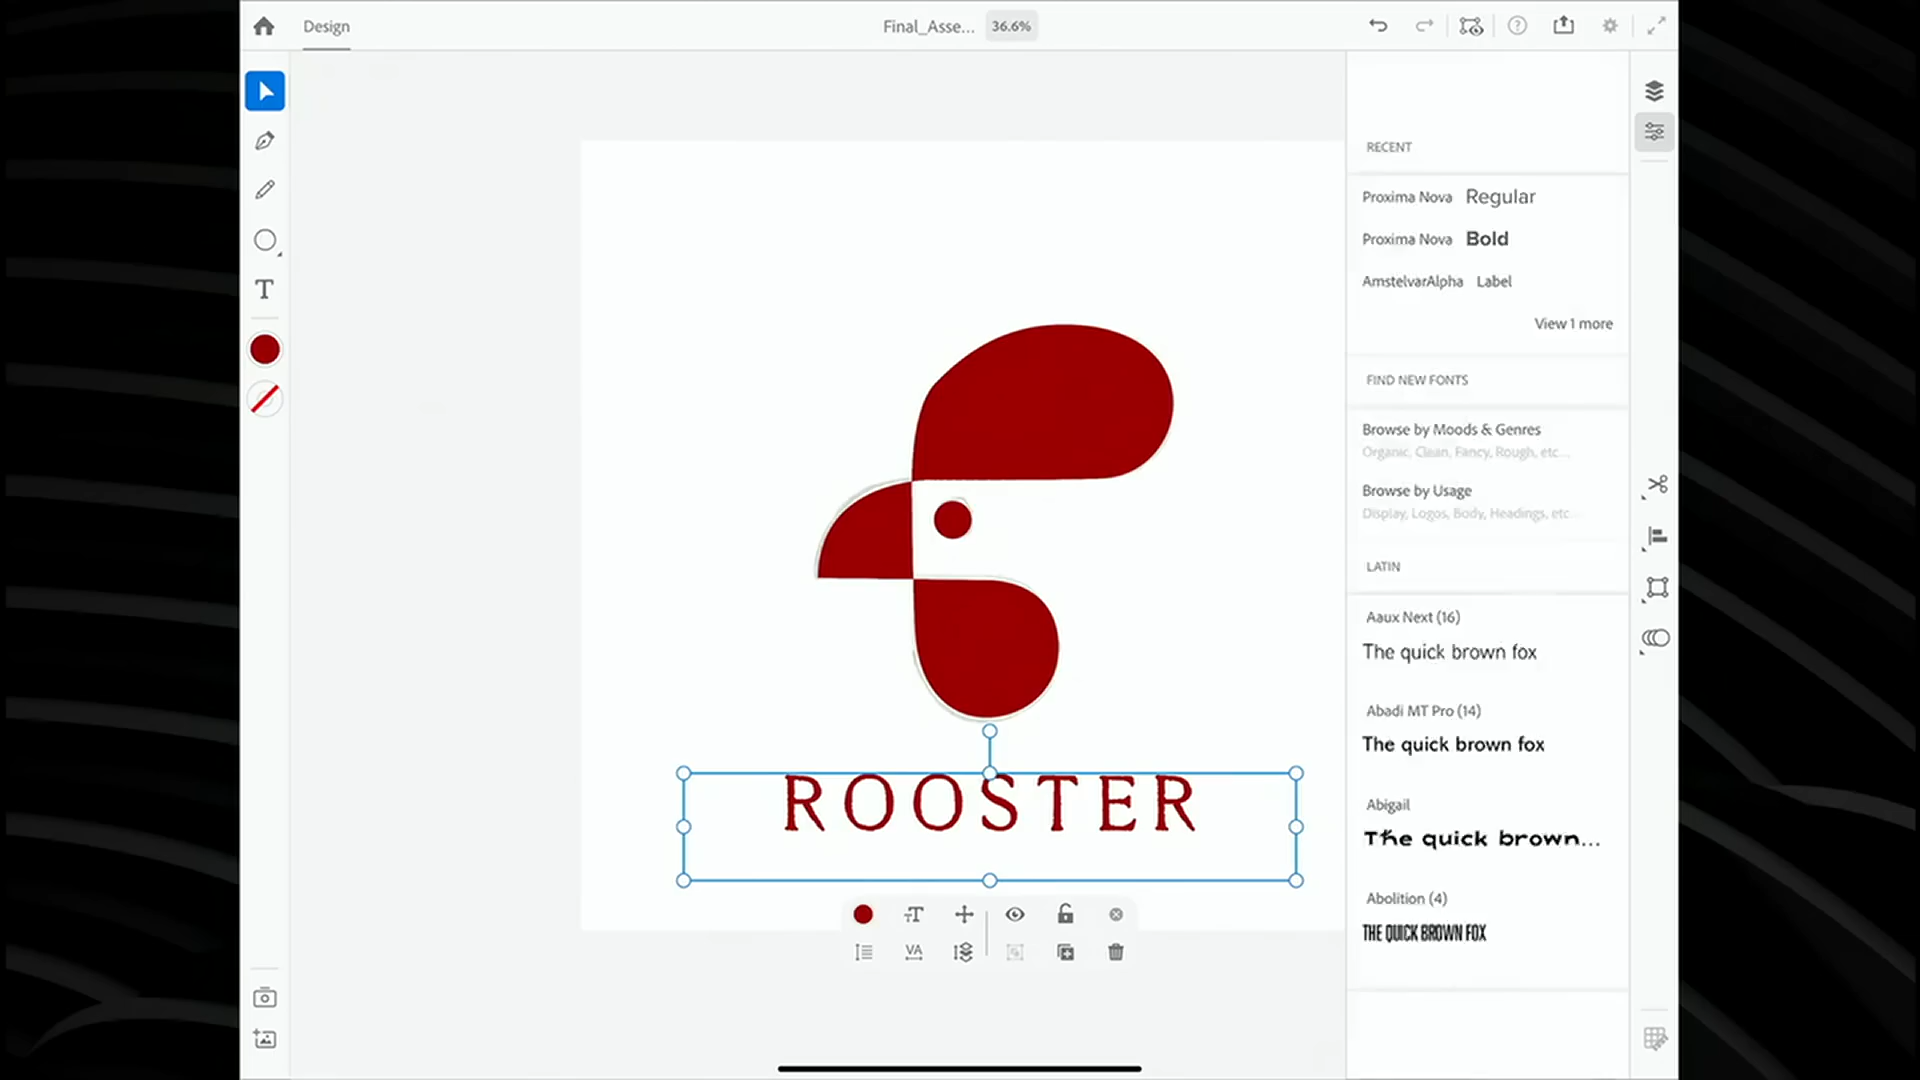 Design
Final_Asse...
36.6%
T
RECENT
Proxima Nova Regular
Proxima Nova Bold
AmstelvarAlpha Label
View 1 more
FIND NEW FONTS
Browse by Moods & Genres
Organic, Clean, Fancy, Rough, etc...
Browse by Usage
Display, Logos, Body, Headings, etc...
LATIN
Aaux Next (16)
The quick brown fox
Abadi MT Pro (14)
The quick brown fox
Abigail
The quick brown...
Abolition (4)
THE QUICK BROWN FOX
ROOSTER
VA